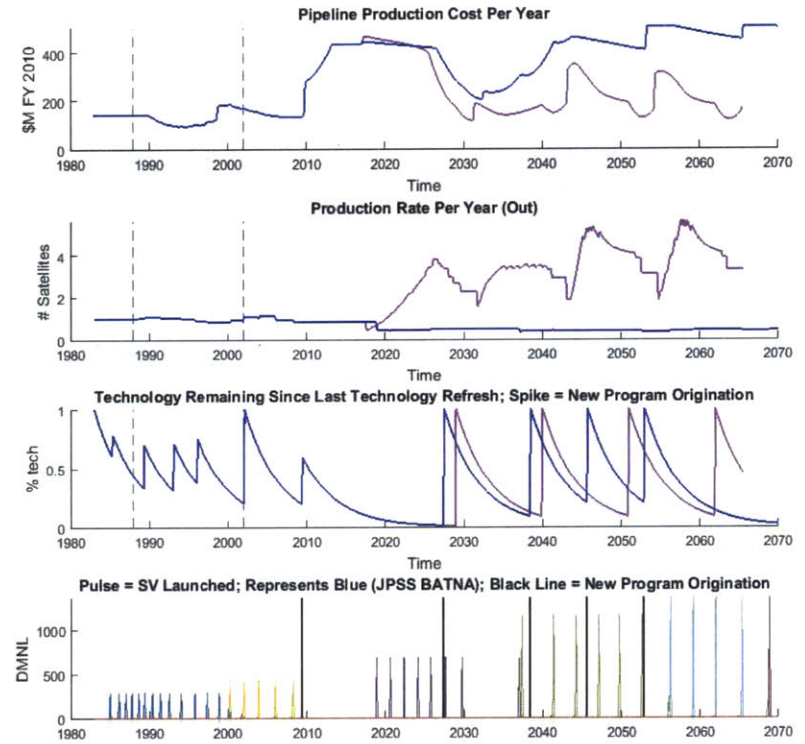 Pipeline Production Cost Per Year
$M FY 2010
400
200
0
1980 1990 2000 2010 2020 2030 2040 2050 2060 2070
Time
Production Rate Per Year (Out)
# Satellites
4
2
0
1980 1990 2000 2010 2020 2030 2040 2050 2060 2070
Time
Technology Remaining Since Last Technology Refresh; Spike = New Program Origination
% tech
1
0.5
0
1980 1990 2000 2010 2020 2030 2040 2050 2060 2070
Time
Pulse = SV Launched; Represents Blue (JPSS BATNA); Black Line = New Program Origination
DMNL
1000
500
0
1980 1990 2000 2010 2020 2030 2040 2050 2060 2070